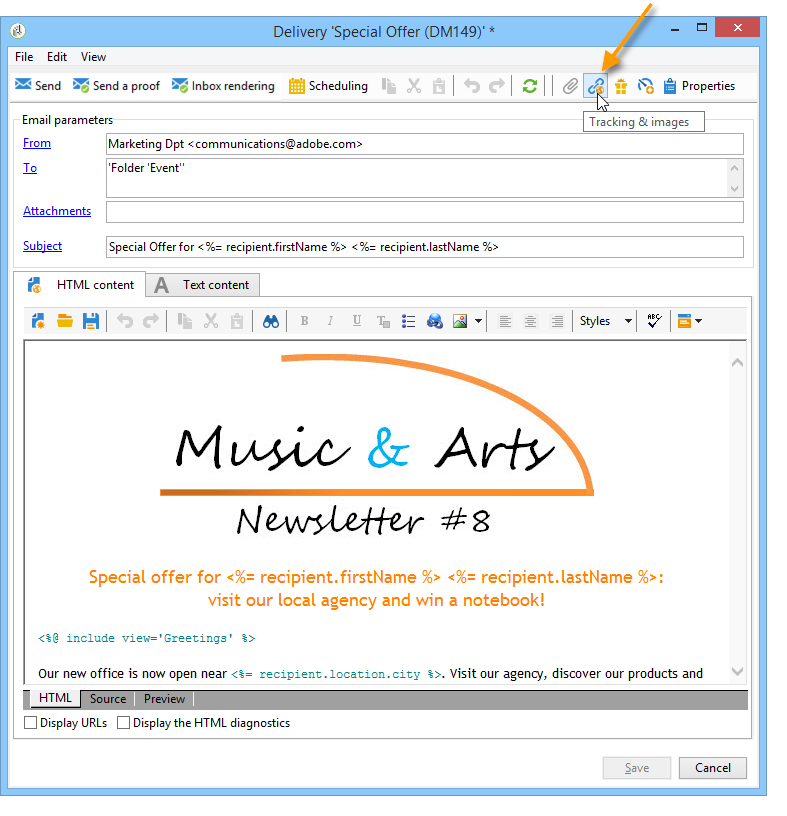 Delivery 'Special Offer (DM149)' *
File Edit View
Send Send a proof Inbox rendering Scheduling Properties
Tracking & images
Email parameters
From Marketing Dpt <communications@adobe.com>
To 'Folder 'Event''
Attachments
Subject Special Offer for <%= recipient.firstName %> <%= recipient.lastName %>
HTML content A Text content
B I U T Styles ABC
Music & Arts
Newsletter #8
Special offer for <%= recipient.firstName %> <%= recipient.lastName %>:
visit our local agency and win a notebook!
<%@ include view='Greetings' %>
Our new office is now open near <%= recipient.location.city %>. Visit our agency, discover our products and
HTML Source Preview
Display URLs Display the HTML diagnostics
Save Cancel